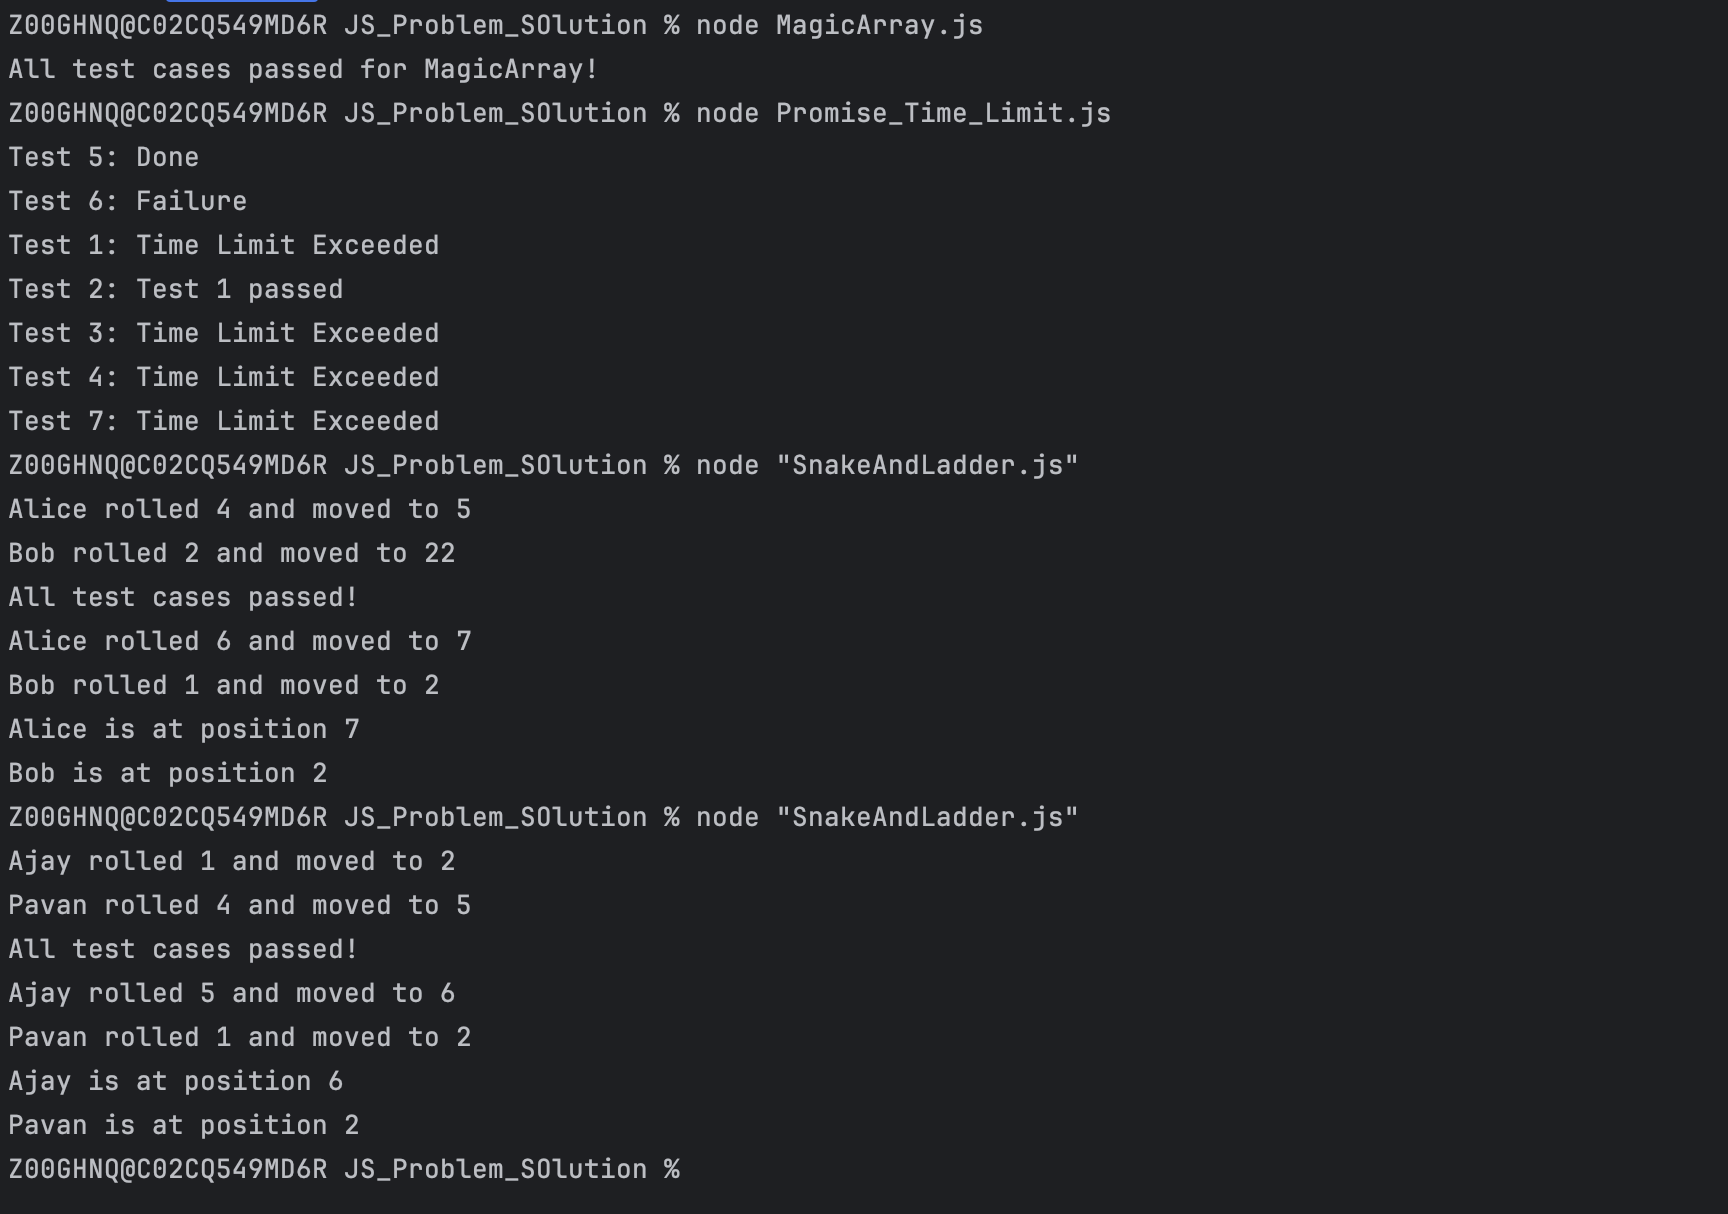 Z00GHNQ@C02CQ549MD6R JS_Problem_SOlution % node MagicArray.js
All test cases passed for MagicArray!
Z00GHNQ@C02CQ549MD6R JS_Problem_SOlution % node Promise_Time_Limit.js
Test 5: Done
Test 6: Failure
Test 1: Time Limit Exceeded
Test 2: Test 1 passed
Test 3: Time Limit Exceeded
Test 4: Time Limit Exceeded
Test 7: Time Limit Exceeded
Z00GHNQ@C02CQ549MD6R JS_Problem_SOlution % node "SnakeAndLadder.js"
Alice rolled 4 and moved to 5
Bob rolled 2 and moved to 22
All test cases passed!
Alice rolled 6 and moved to 7
Bob rolled 1 and moved to 2
Alice is at position 7
Bob is at position 2
Z00GHNQ@C02CQ549MD6R JS_Problem_SOlution % node "SnakeAndLadder.js"
Ajay rolled 1 and moved to 2
Pavan rolled 4 and moved to 5
All test cases passed!
Ajay rolled 5 and moved to 6
Pavan rolled 1 and moved to 2
Ajay is at position 6
Pavan is at position 2
Z00GHNQ@C02CQ549MD6R JS_Problem_SOlution %